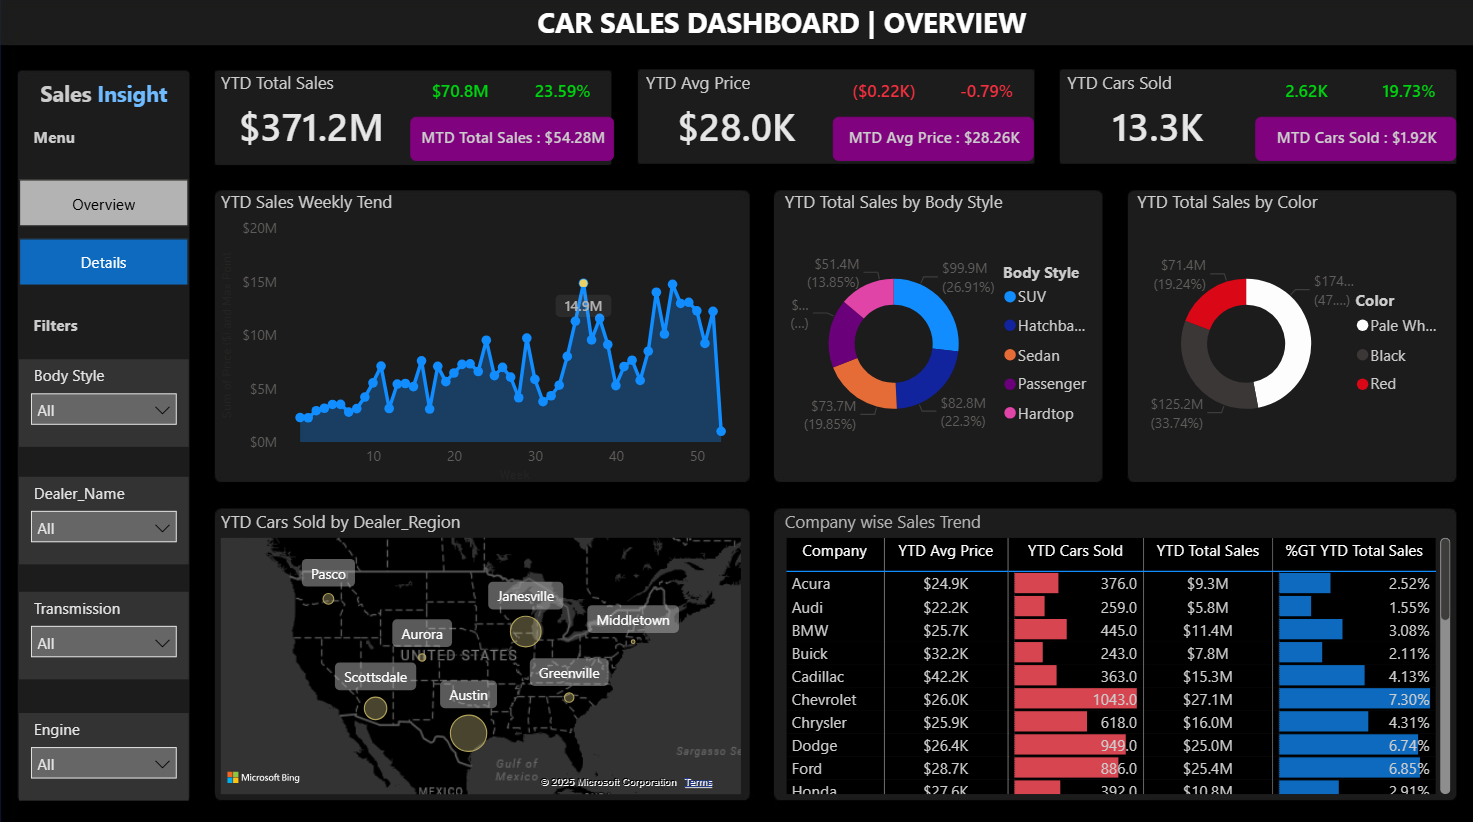 CAR SALES DASHBOARD | OVERVIEW
Sales Insight
Menu
Overview
Details
Filters
Body Style
All
Dealer_Name
All
Transmission
All
Engine
All
YTD Total Sales
$70.8M 23.59%
$371.2M
MTD Total Sales : $54.28M
YTD Avg Price
($0.22K) -0.79%
$28.0K
MTD Avg Price : $28.26K
YTD Cars Sold
2.62K 19.73%
13.3K
MTD Cars Sold : $1.92K
YTD Sales Weekly Tend
$20M
$15M
$10M
$5M
$0M
14.9M
10 20 30 40 50
Week
YTD Total Sales by Body Style
$51.4M
(13.85%)
$99.9M
(26.91%)
$...
(...)
$73.7M
(19.85%)
$82.8M
(22.3%)
Body Style
SUV
Hatchba...
Sedan
Passenger
Hardtop
YTD Total Sales by Color
$71.4M
(19.24%)
$174...
(47....)
$125.2M
(33.74%)
Color
Pale Wh...
Black
Red
YTD Cars Sold by Dealer_Region
Pasco
Janesville
Middletown
Aurora
UNITED STATES
Scottsdale
Greenville
Austin
Sargasso Se
Gulf of
Mexico
MEXICO
Microsoft Bing
© 2025 Microsoft Corporation Terms
Company wise Sales Trend
Company YTD Avg Price YTD Cars Sold YTD Total Sales %GT YTD Total Sales
Acura $24.9K 376.0 $9.3M 2.52%
Audi $22.2K 259.0 $5.8M 1.55%
BMW $25.7K 445.0 $11.4M 3.08%
Buick $32.2K 243.0 $7.8M 2.11%
Cadillac $42.2K 363.0 $15.3M 4.13%
Chevrolet $26.0K 1043.0 $27.1M 7.30%
Chrysler $25.9K 618.0 $16.0M 4.31%
Dodge $26.4K 949.0 $25.0M 6.74%
Ford $28.7K 886.0 $25.4M 6.85%
Honda $27.6K 392.0 $10.8M 2.91%